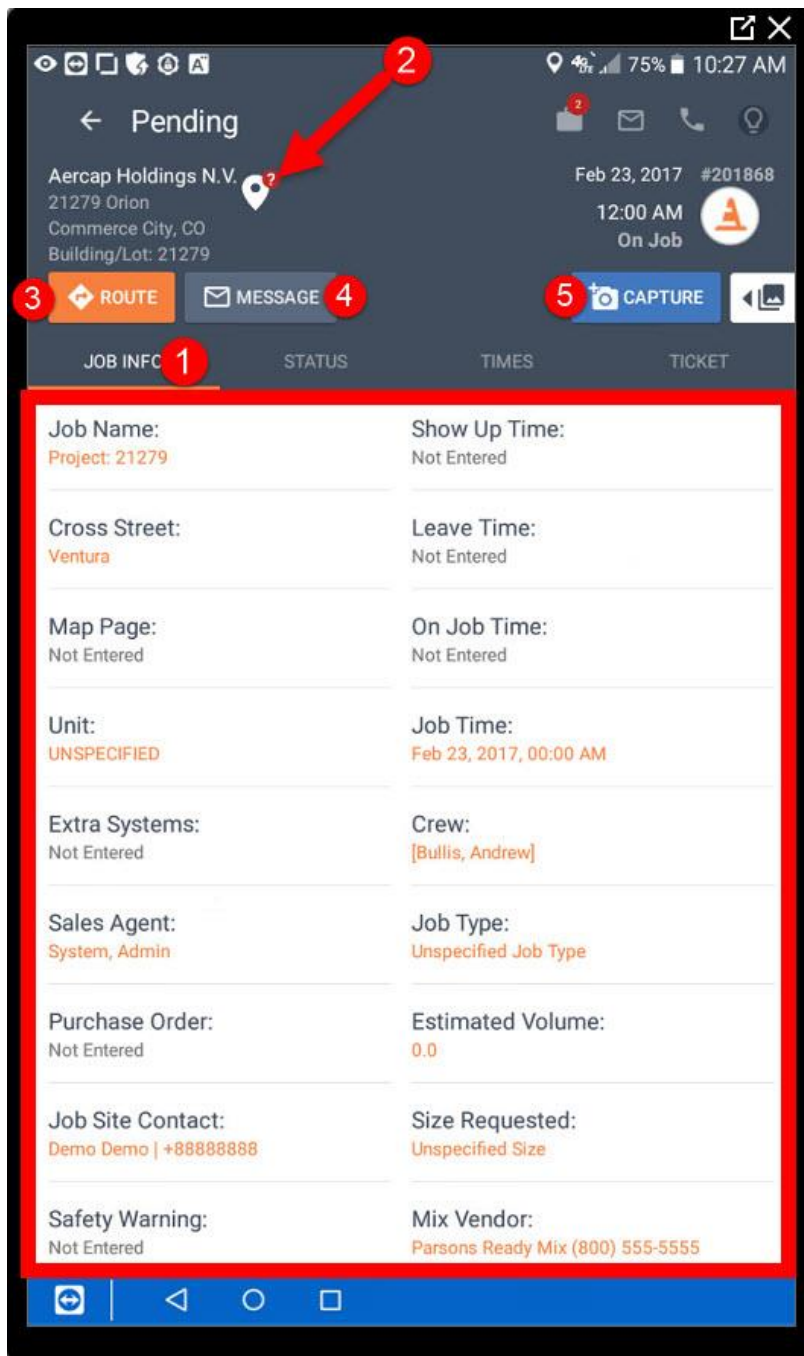 2
75% 10:27 AM
Pending
2
Aercap Holdings N.V.
?
Feb 23, 2017 #201868
21279 Orion
12:00 AM
Commerce City, CO
On Job
Building/Lot: 21279
3 ROUTE MESSAGE 4 5 CAPTURE
JOB INFO 1 STATUS TIMES TICKET
Job Name: Show Up Time:
Project: 21279 Not Entered
Cross Street: Leave Time:
Ventura Not Entered
Map Page: On Job Time:
Not Entered Not Entered
Unit: Job Time:
UNSPECIFIED Feb 23, 2017, 00:00 AM
Extra Systems: Crew:
Not Entered [Bullis, Andrew]
Sales Agent: Job Type:
System, Admin Unspecified Job Type
Purchase Order: Estimated Volume:
Not Entered 0.0
Job Site Contact: Size Requested:
Demo Demo | +88888888 Unspecified Size
Safety Warning: Mix Vendor:
Not Entered Parsons Ready Mix (800) 555-5555